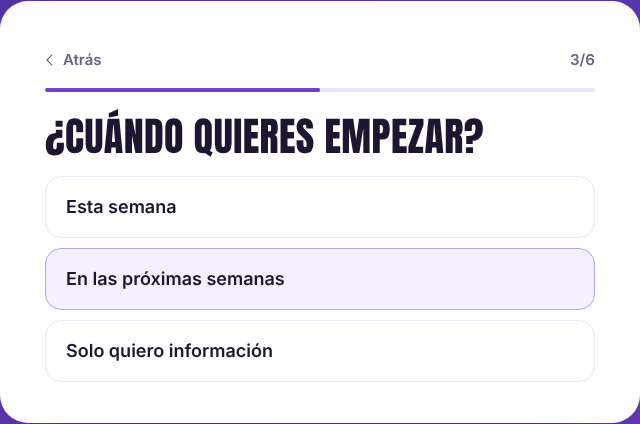 Atrás
3/6
¿CUÁNDO QUIERES EMPEZAR?
Esta semana
En las próximas semanas
Solo quiero información